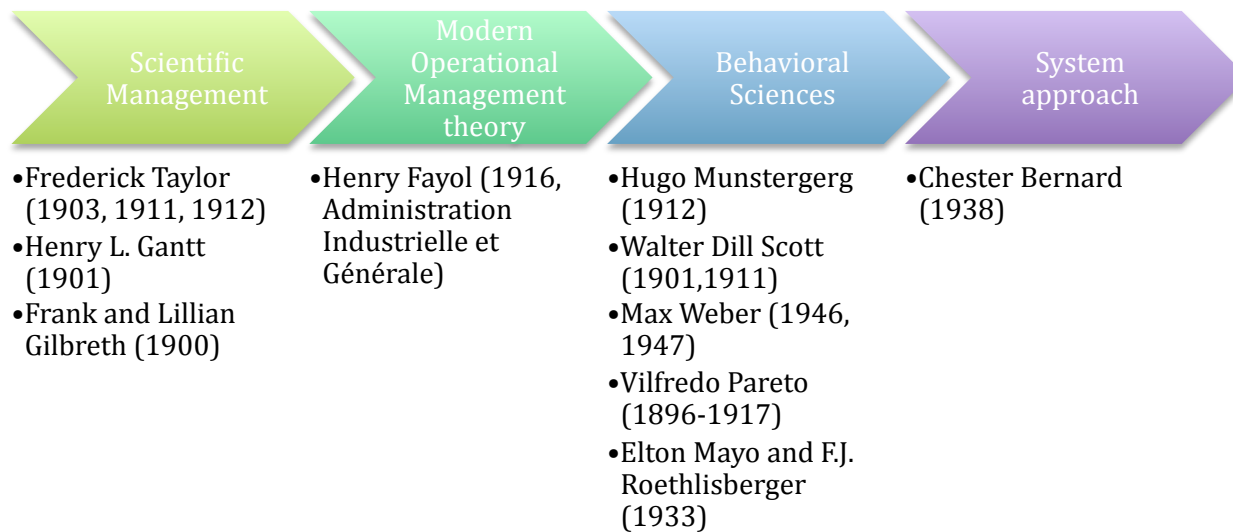 Scientific
Management
Modern
Operational
Management
theory
Behavioral
Sciences
System
approach
•Frederick Taylor
(1903, 1911, 1912)
•Henry L. Gantt
(1901)
•Frank and Lillian
Gilbreth (1900)
•Henry Fayol (1916,
Administration
Industrielle et
Générale)
•Hugo Munstergerg
(1912)
•Walter Dill Scott
(1901,1911)
•Max Weber (1946,
1947)
•Vilfredo Pareto
(1896-1917)
•Elton Mayo and F.J.
Roethlisberger
(1933)
•Chester Bernard
(1938)